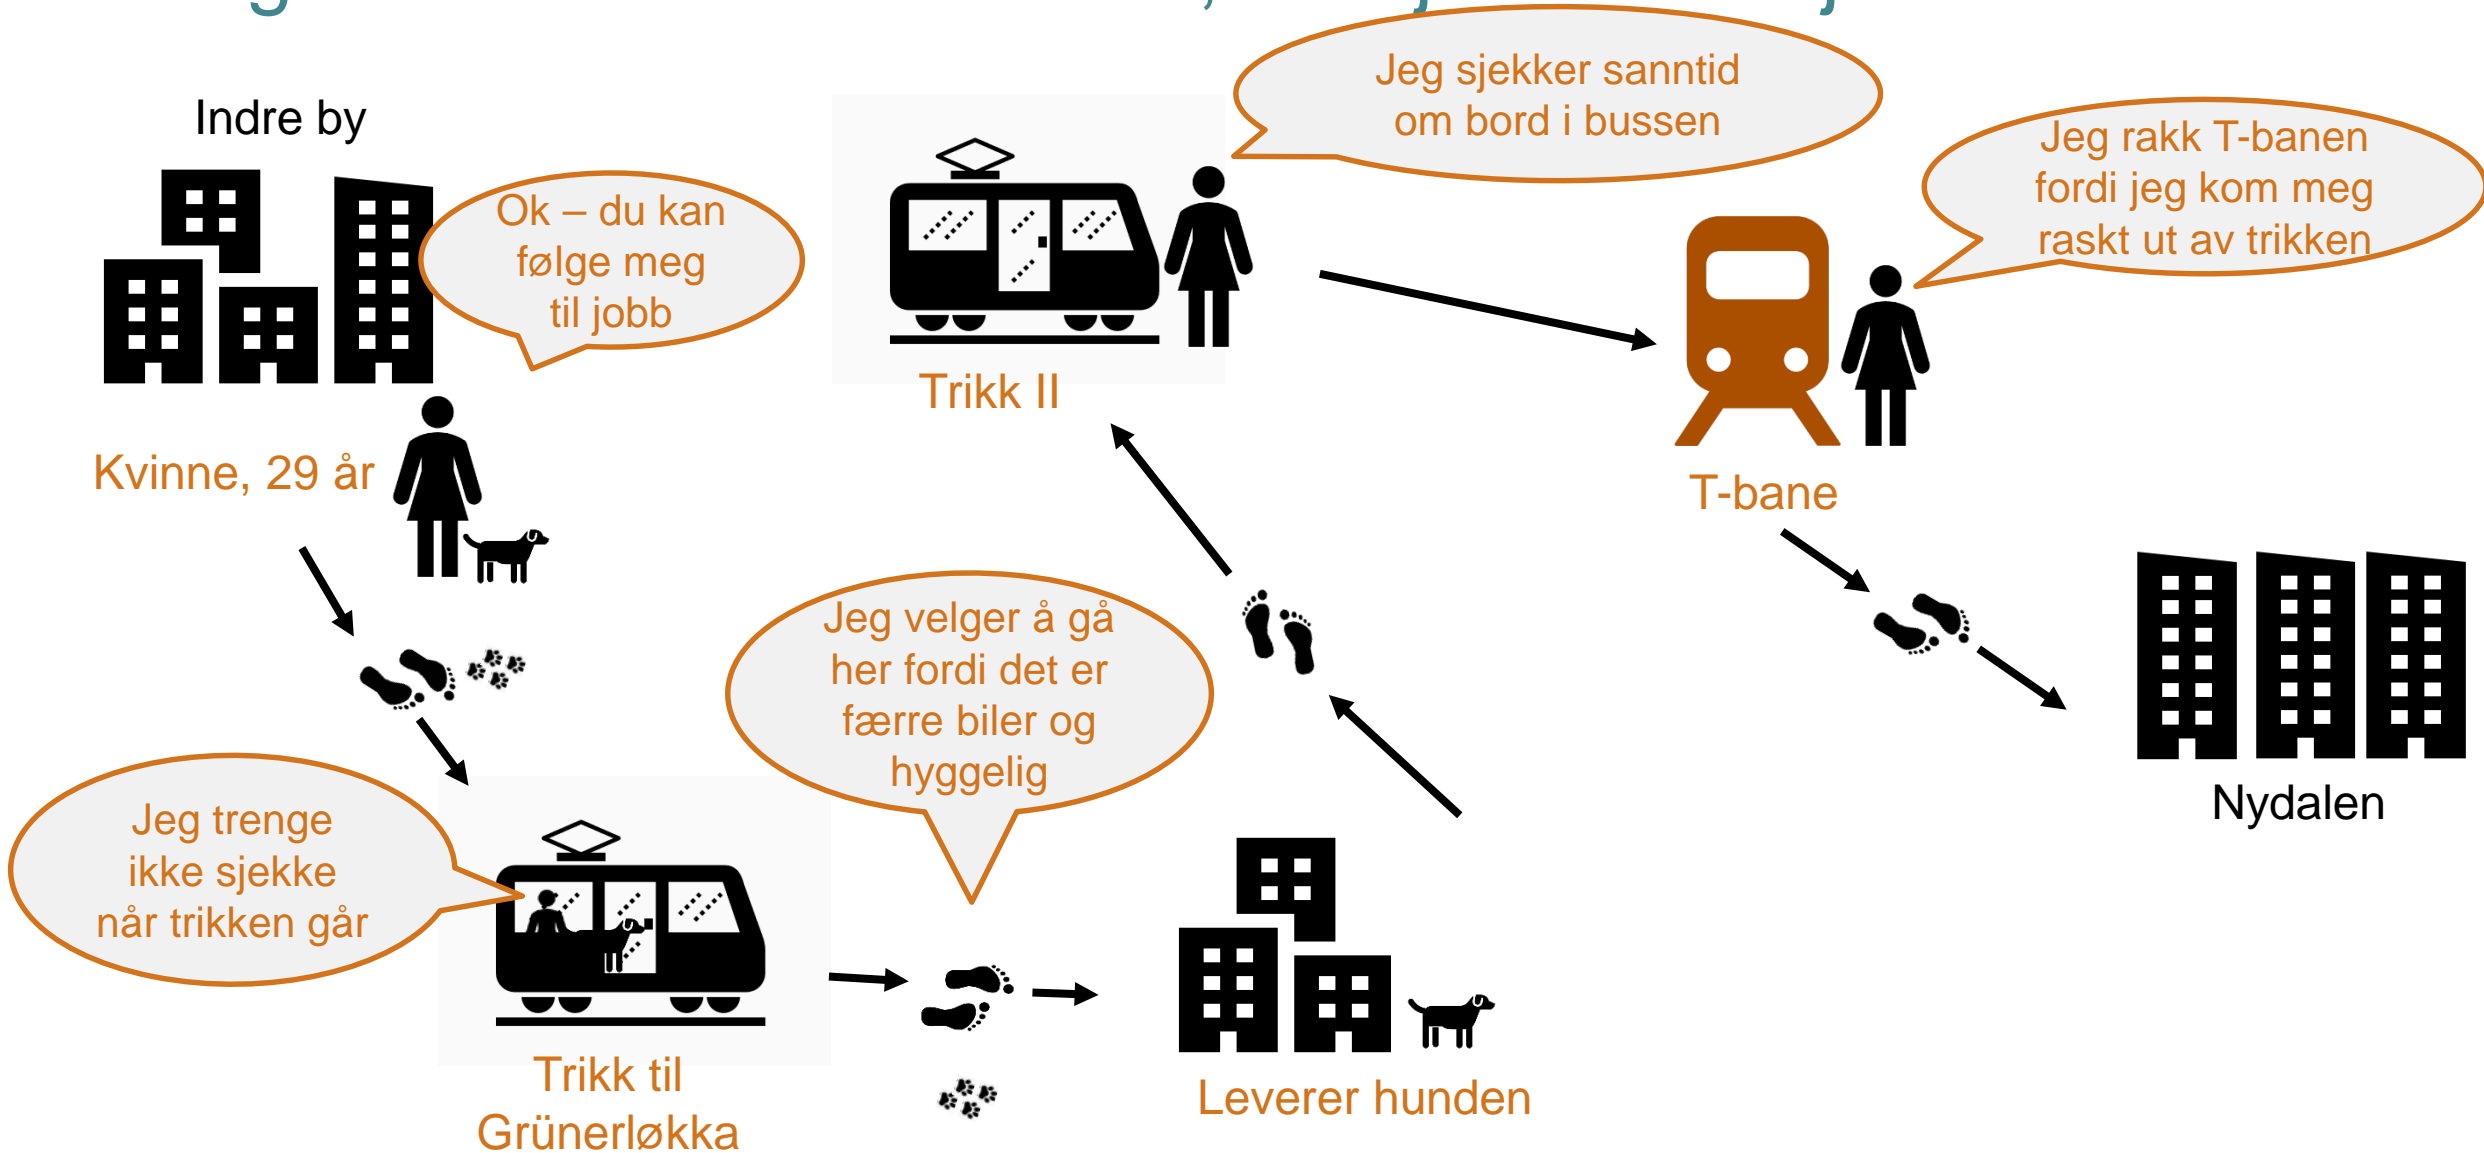 Indre by
Ok – du kan
følge meg
til jobb
Kvinne, 29 år
Jeg trenge
ikke sjekke
når trikken går
Trikk til
Grünerløkka
Jeg velger å gå
her fordi det er
færre biler og
hyggelig
Leverer hunden
Trikk II
Jeg sjekker sanntid
om bord i bussen
Jeg rakk T-banen
fordi jeg kom meg
raskt ut av trikken
T-bane
Nydalen